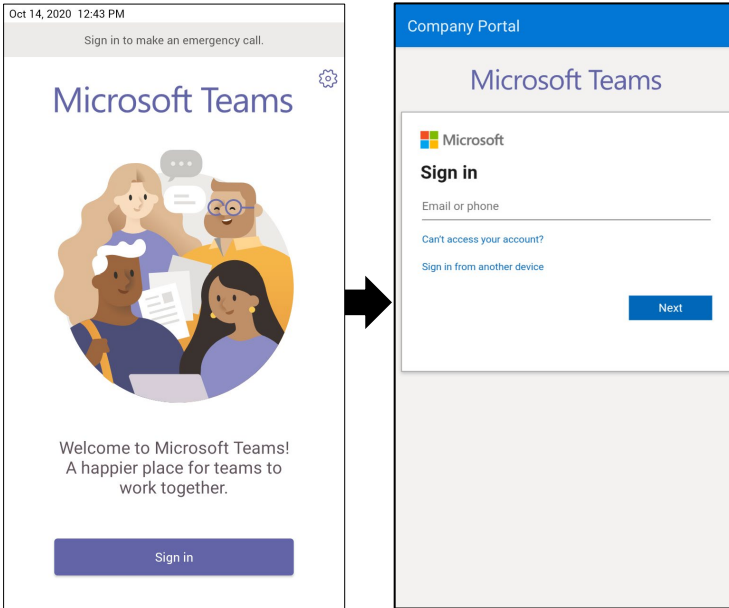 Oct 14, 2020 12:43 PM
Sign in to make an emergency call.
Microsoft Teams
Welcome to Microsoft Teams!
A happier place for teams to
work together.
Sign in
Company Portal
Microsoft Teams
Microsoft
Sign in
Email or phone
Can't access your account?
Sign in from another device
Next